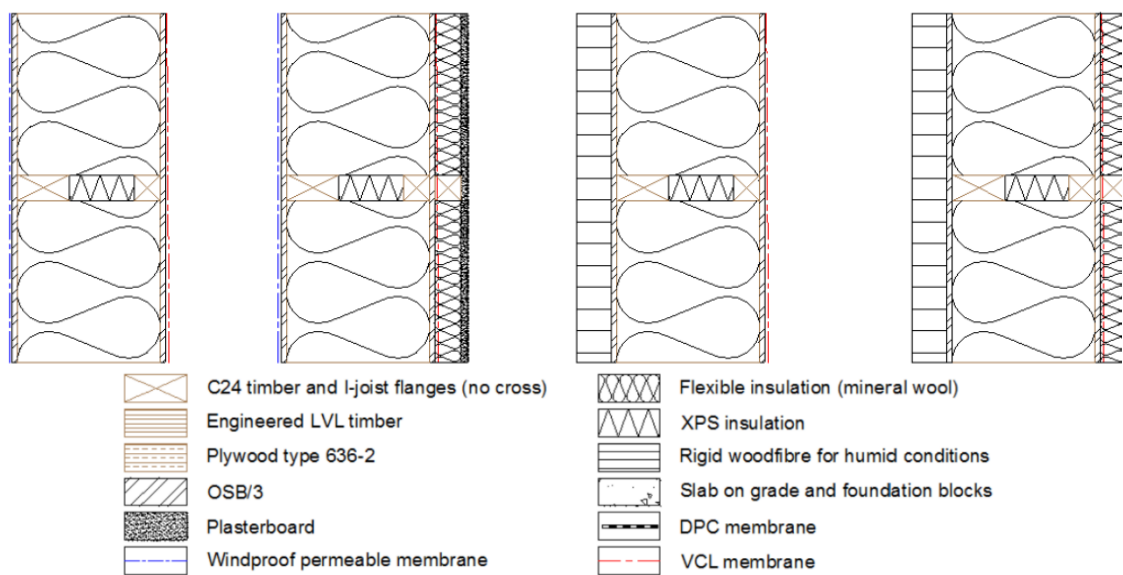 C24 timber and I-joist flanges (no cross)
Engineered LVL timber
Plywood type 636-2
OSB/3
Plasterboard
Windproof permeable membrane
Flexible insulation (mineral wool)
XPS insulation
Rigid woodfibre for humid conditions
Slab on grade and foundation blocks
DPC membrane
VCL membrane